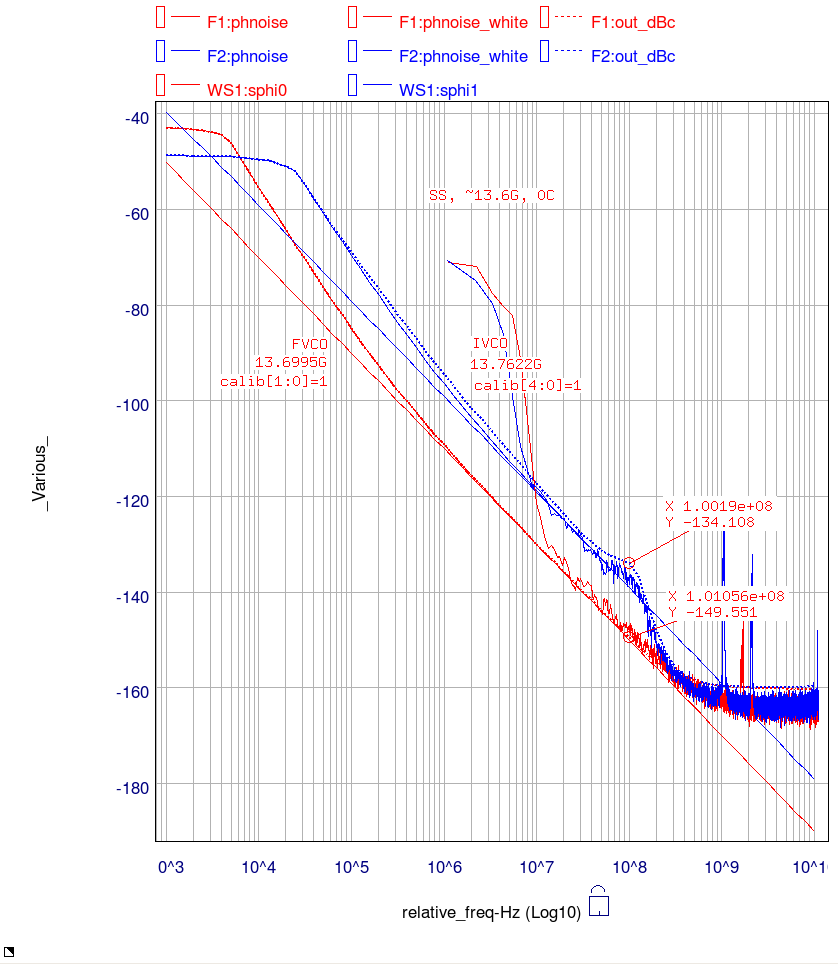 F1:phnoise F1:phnoise_white F1:out_dBc
F2:phnoise F2:phnoise_white F2:out_dBc
WS1:sphi0 WS1:sphi1
-40
SS, ~13.6G, OC
-60
-80
FVCO
13.6995G
calib[1:0]=1
IVCO
13.7622G
calib[4:0]=1
-100
_Various_
-120
X 1.0019e+08
Y -134.108
-140
X 1.01056e+08
Y -149.551
-160
-180
0^3 10^4 10^5 10^6 10^7 10^8 10^9 10^1
relative_freq-Hz (Log10)